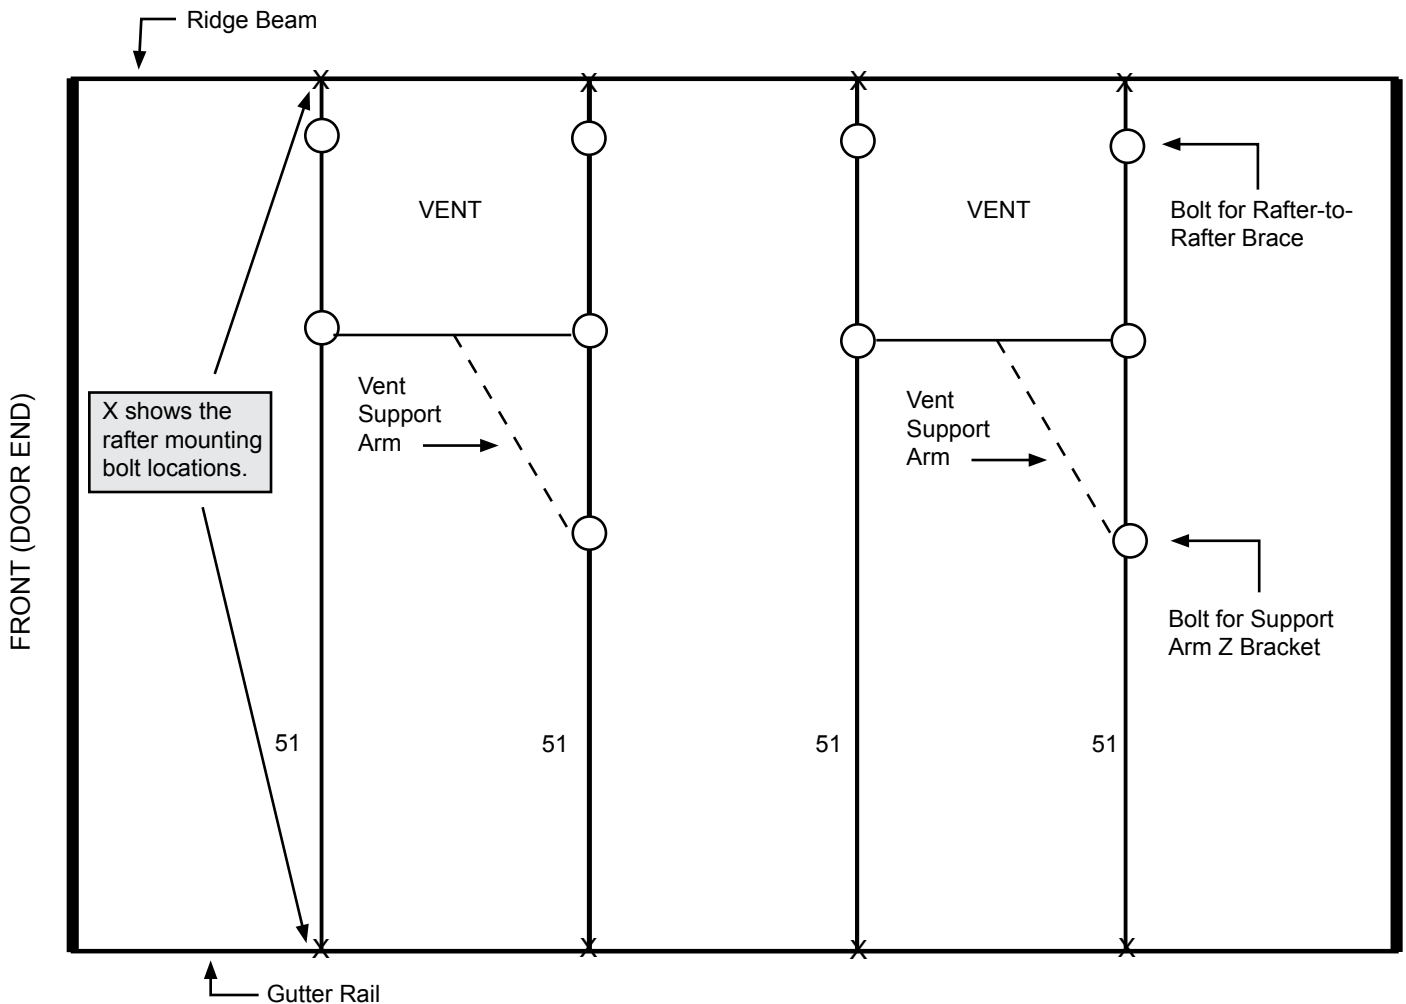 Ridge Beam
X X X X
VENT
VENT
Bolt for Rafter-to-
Rafter Brace
FRONT (DOOR END)
X shows the
rafter mounting
bolt locations.
Vent
Support
Arm
Vent
Support
Arm
Bolt for Support
Arm Z Bracket
51
51
51
51
X X X X
Gutter Rail